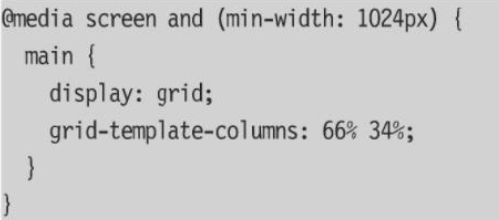 @media screen and (min-width: 1024px) {
  main {
    display: grid;
    grid-template-columns: 66% 34%;
  }
}